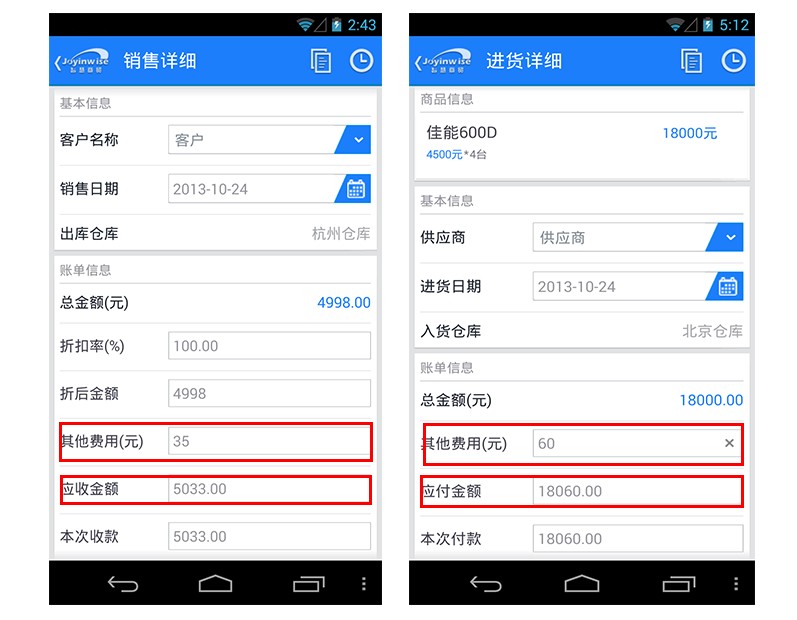 2:43
Joyinwise
销售详细
基本信息
客户名称
客户
销售日期
2013-10-24
出库仓库
杭州仓库
账单信息
总金额(元)
4998.00
折扣率(%)
100.00
折后金额
4998
其他费用(元)
35
应收金额
5033.00
本次收款
5033.00
5:12
Joyinwise
进货详细
商品信息
佳能600D
18000元
4500元*4台
基本信息
供应商
供应商
进货日期
2013-10-24
入货仓库
北京仓库
账单信息
总金额(元)
18000.00
其他费用(元)
60
应付金额
18060.00
本次付款
18060.00